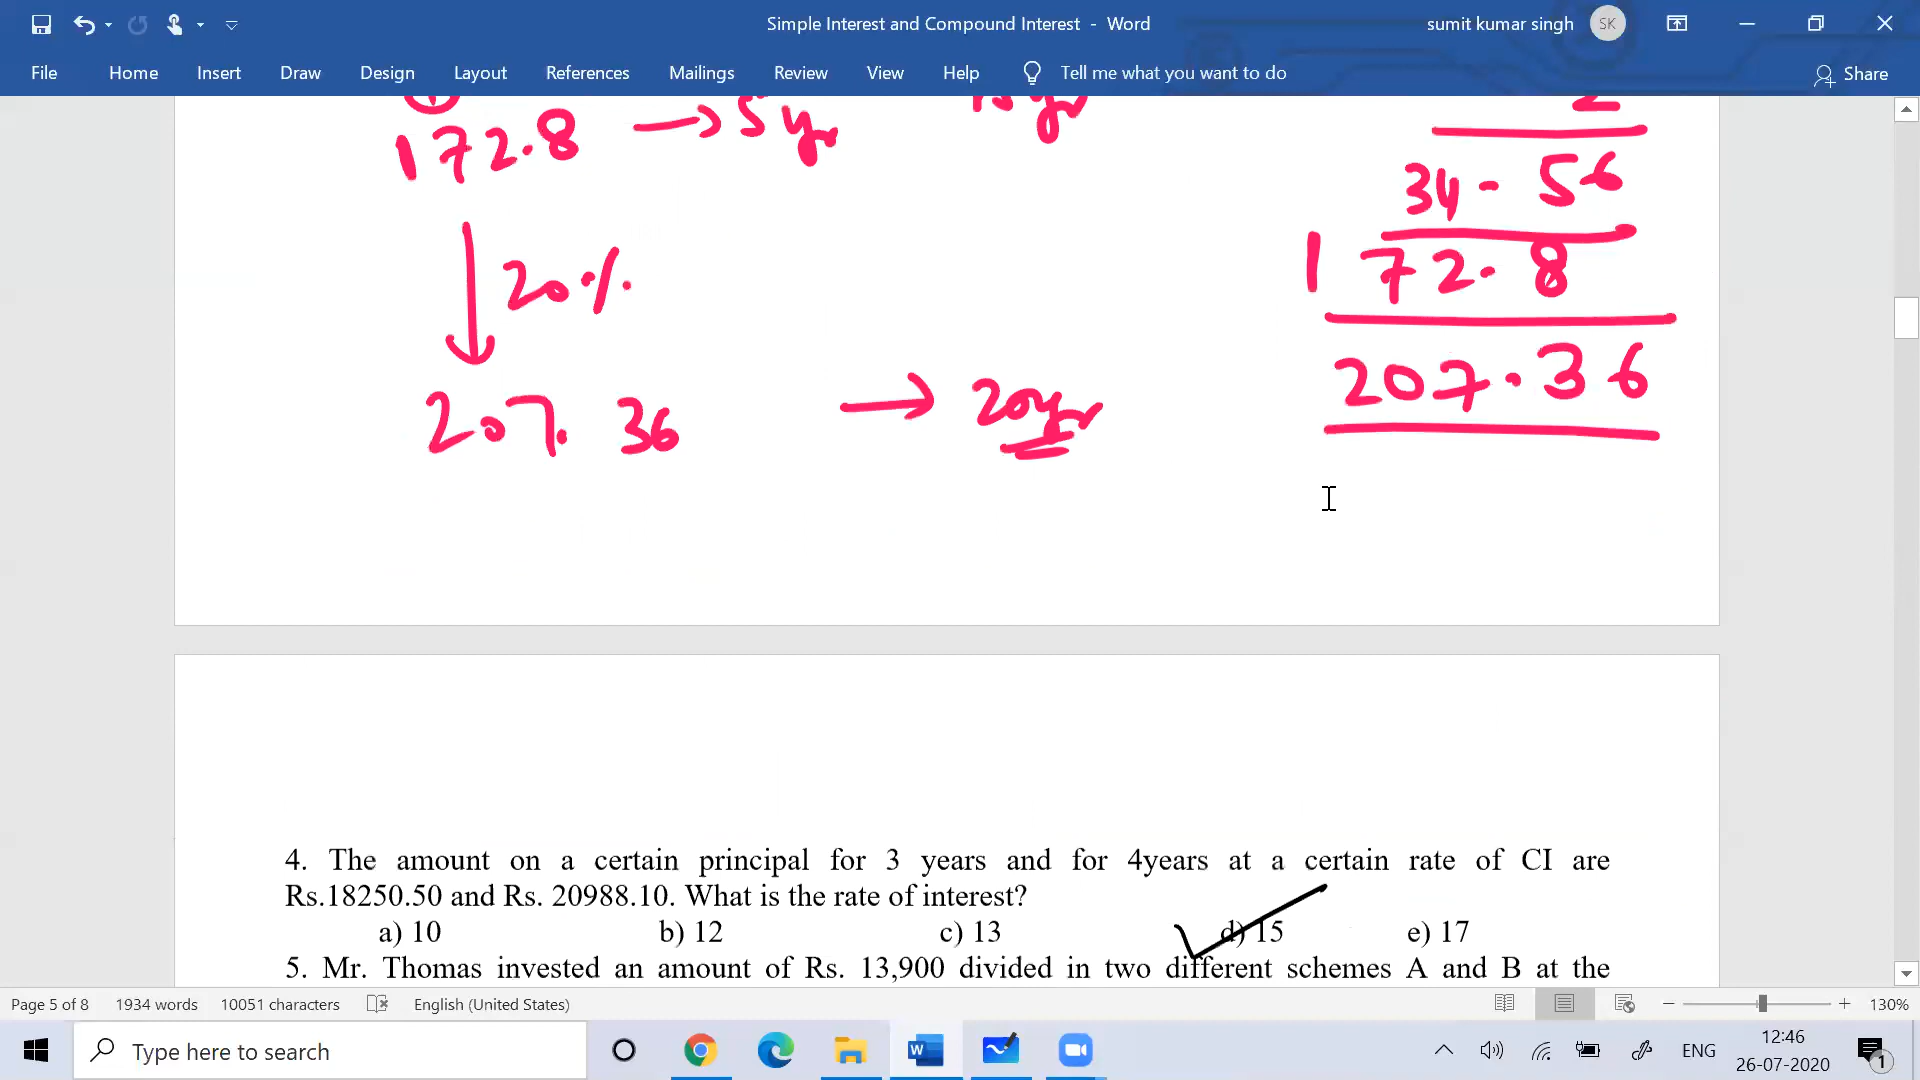 Simple Interest and Compound Interest - Word
sumit kumar singh SK
File Home Insert Draw Design Layout References Mailings Review View Help Tell me what you want to do Share
172.8 → 5 yr
34.56
1 72.8
20%
207.36
207.36 → 20yr
4. The amount on a certain principal for 3 years and for 4years at a certain rate of CI are
Rs.18250.50 and Rs. 20988.10. What is the rate of interest?
a) 10 b) 12 c) 13 d) 15 e) 17
5. Mr. Thomas invested an amount of Rs. 13,900 divided in two different schemes A and B at the
Page 5 of 8 1934 words 10051 characters English (United States) 130%
Type here to search
ENG
12:46
26-07-2020
1